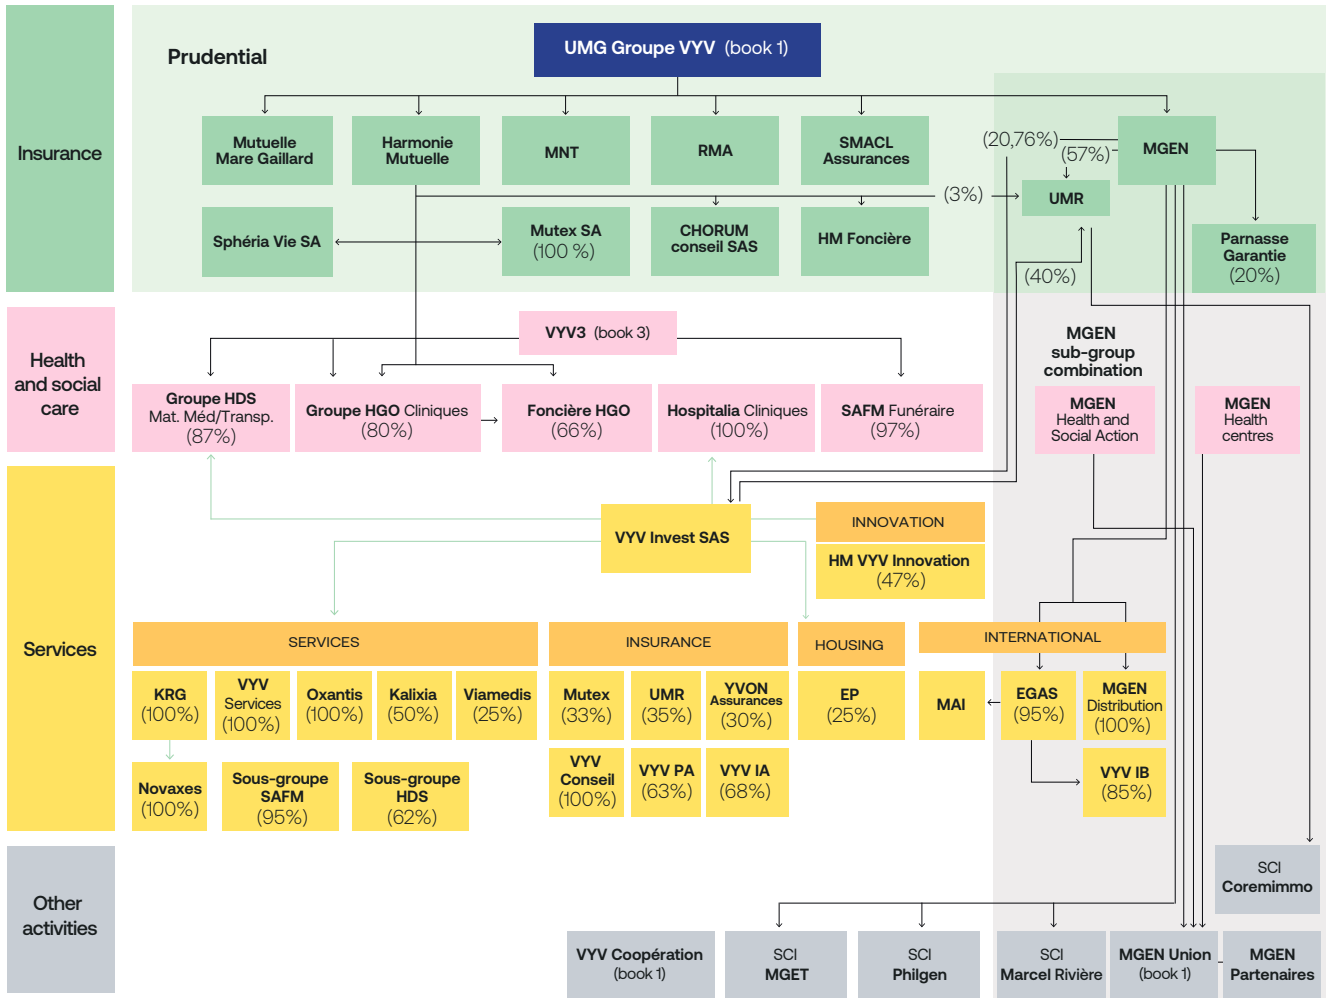 Insurance
Prudential
UMG Groupe VYV (book 1)
Mutuelle
Mare Gaillard
Harmonie
Mutuelle
MNT
RMA
SMACL
Assurances
(20,76%)
(57%)
MGEN
(3%)
UMR
Sphéria Vie SA
Mutex SA
(100 %)
CHORUM
conseil SAS
HM Foncière
(40%)
Parnasse
Garantie
(20%)
Health
and social
care
VYV3 (book 3)
MGEN
sub-group
combination
Groupe HDS
Mat. Méd/Transp.
(87%)
Groupe HGO Cliniques
(80%)
Foncière HGO
(66%)
Hospitalia Cliniques
(100%)
SAFM Funéraire
(97%)
MGEN
Health and
Social Action
MGEN
Health
centres
Services
VYV Invest SAS
INNOVATION
HM VYV Innovation
(47%)
SERVICES
INSURANCE
HOUSING
INTERNATIONAL
KRG
(100%)
VYV
Services
(100%)
Oxantis
(100%)
Kalixia
(50%)
Viamedis
(25%)
Mutex
(33%)
UMR
(35%)
YVON
Assurances
(30%)
EP
(25%)
MAI
EGAS
(95%)
MGEN
Distribution
(100%)
Novaxes
(100%)
Sous-groupe
SAFM
(95%)
Sous-groupe
HDS
(62%)
VYV
Conseil
(100%)
VYV PA
(63%)
VYV IA
(68%)
VYV IB
(85%)
Other
activities
SCI
Coremimmo
VYV Coopération
(book 1)
SCI
MGET
SCI
Philgen
SCI
Marcel Rivière
MGEN Union
(book 1)
MGEN
Partenaires